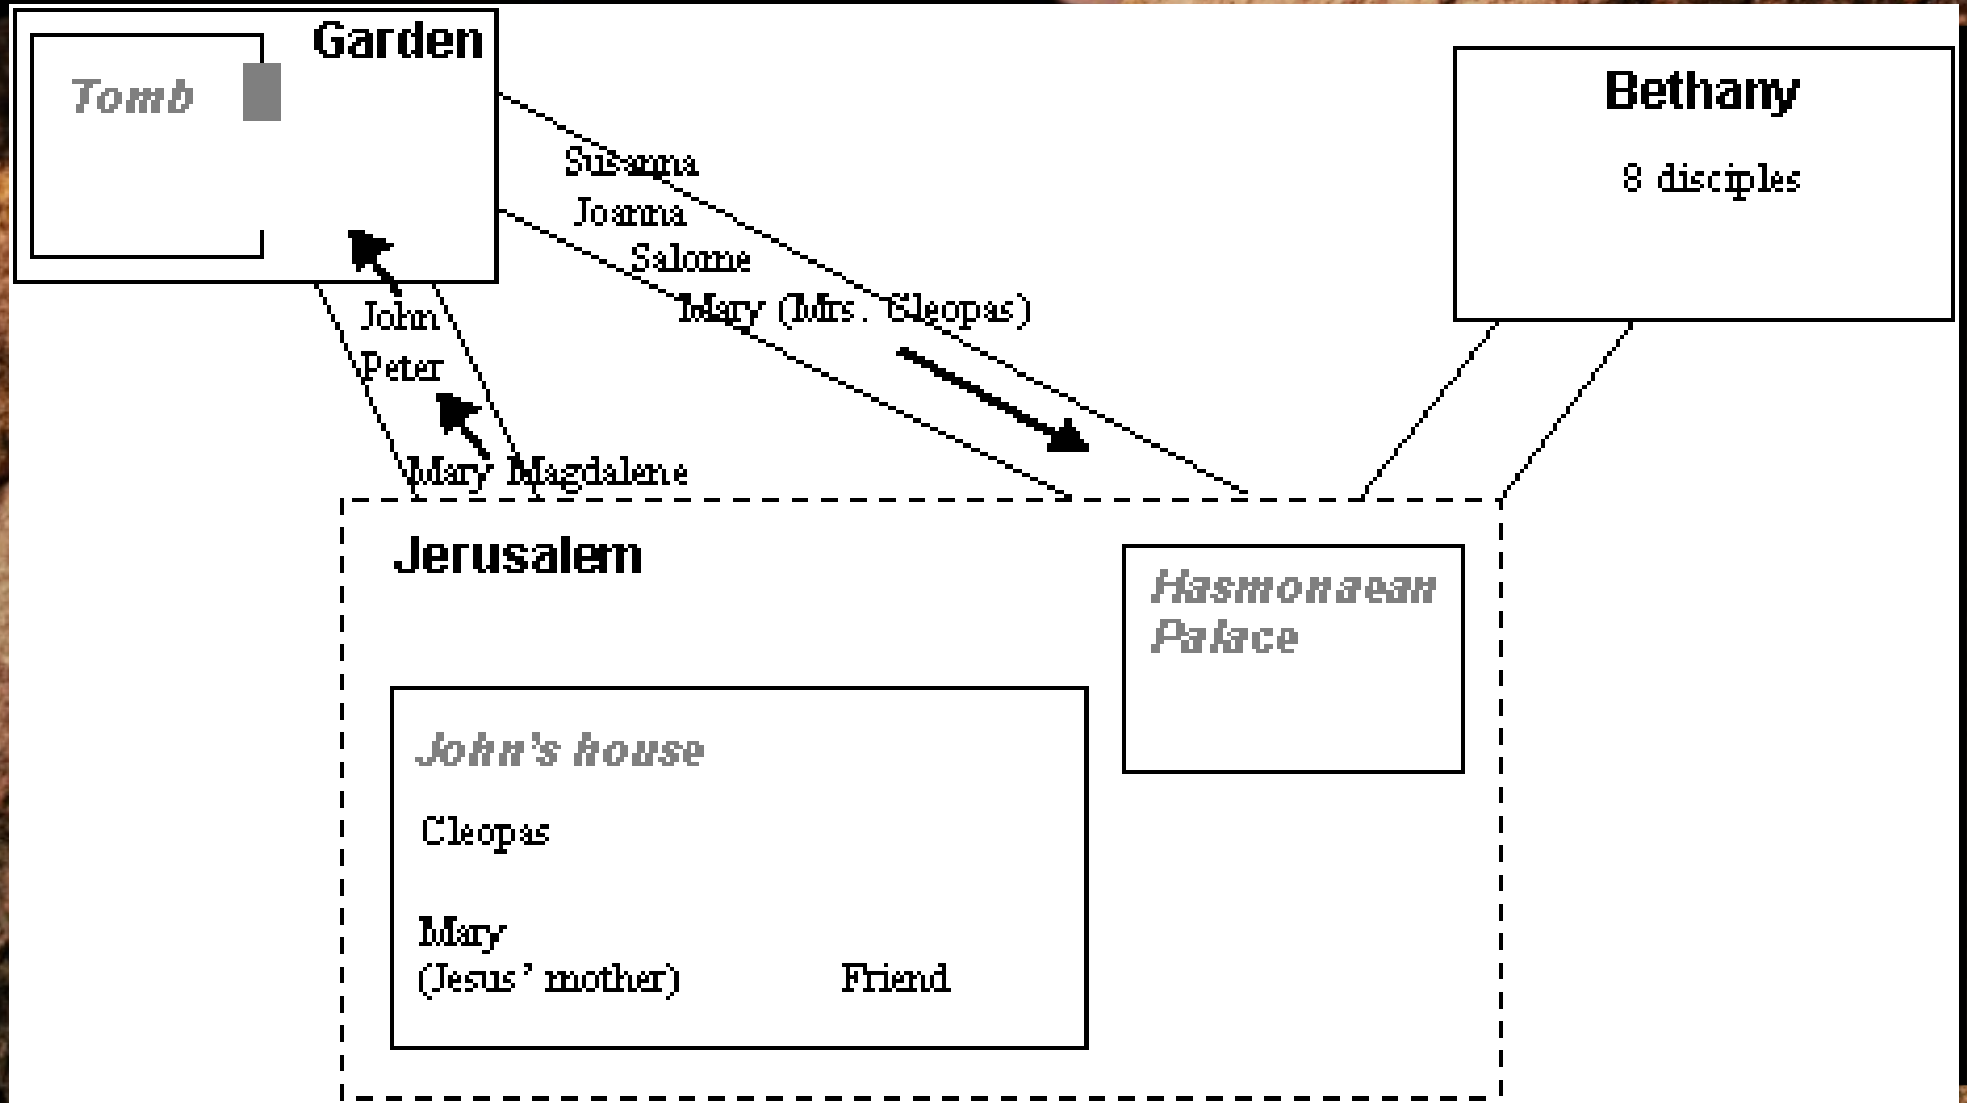 Garden
Tomb
Bethany
8 disciples
Susanna
Joanna
Salome
Mary (Mrs. Cleopas)
John
Peter
Mary Magdalene
Jerusalem
Hasmonaean
Palace
John's house
Cleopas
Mary
(Jesus' mother)
Friend